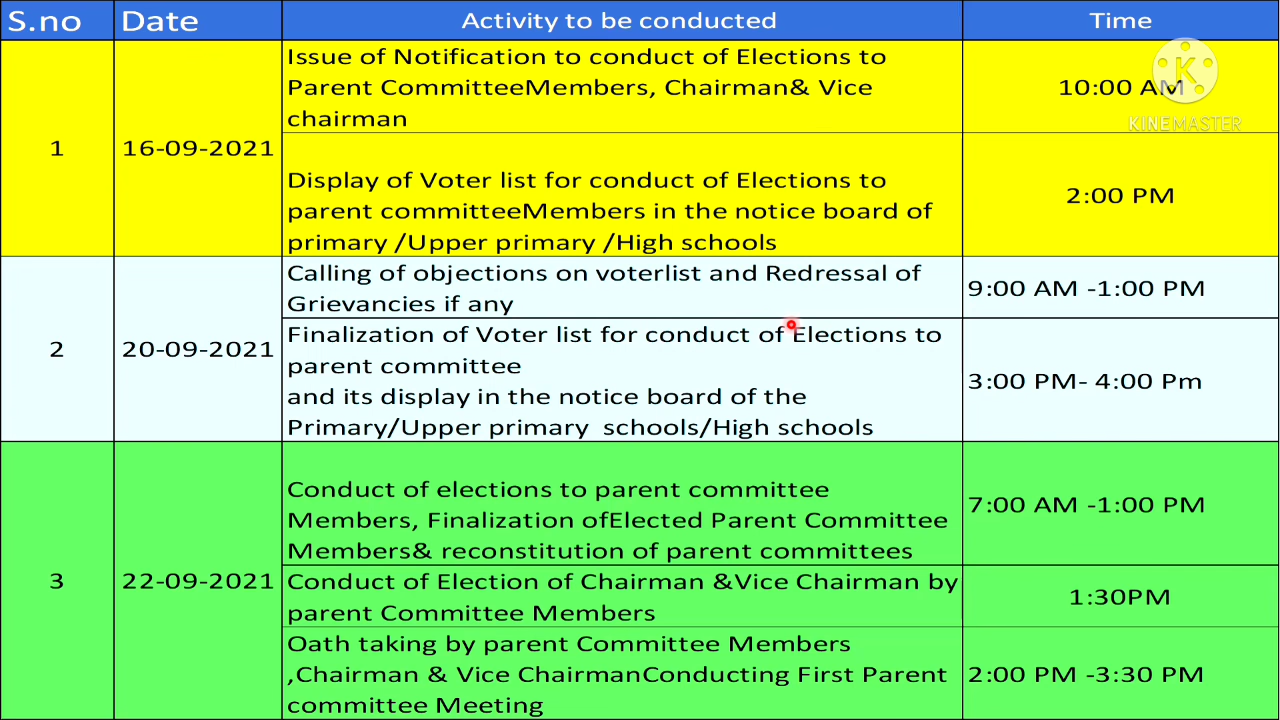 S.no Date Activity to be conducted Time
1 16-09-2021
Issue of Notification to conduct of Elections to
Parent CommitteeMembers, Chairman& Vice
chairman
10:00 AM
KINEMASTER
Display of Voter list for conduct of Elections to
parent committeeMembers in the notice board of
primary /Upper primary /High schools
2:00 PM
2 20-09-2021
Calling of objections on voterlist and Redressal of
Grievancies if any
9:00 AM -1:00 PM
Finalization of Voter list for conduct of Elections to
parent committee
and its display in the notice board of the
Primary/Upper primary  schools/High schools
3:00 PM- 4:00 Pm
3 22-09-2021
Conduct of elections to parent committee
Members, Finalization ofElected Parent Committee
Members& reconstitution of parent committees
7:00 AM -1:00 PM
Conduct of Election of Chairman &Vice Chairman by
parent Committee Members
1:30PM
Oath taking by parent Committee Members
,Chairman & Vice ChairmanConducting First Parent
committee Meeting
2:00 PM -3:30 PM